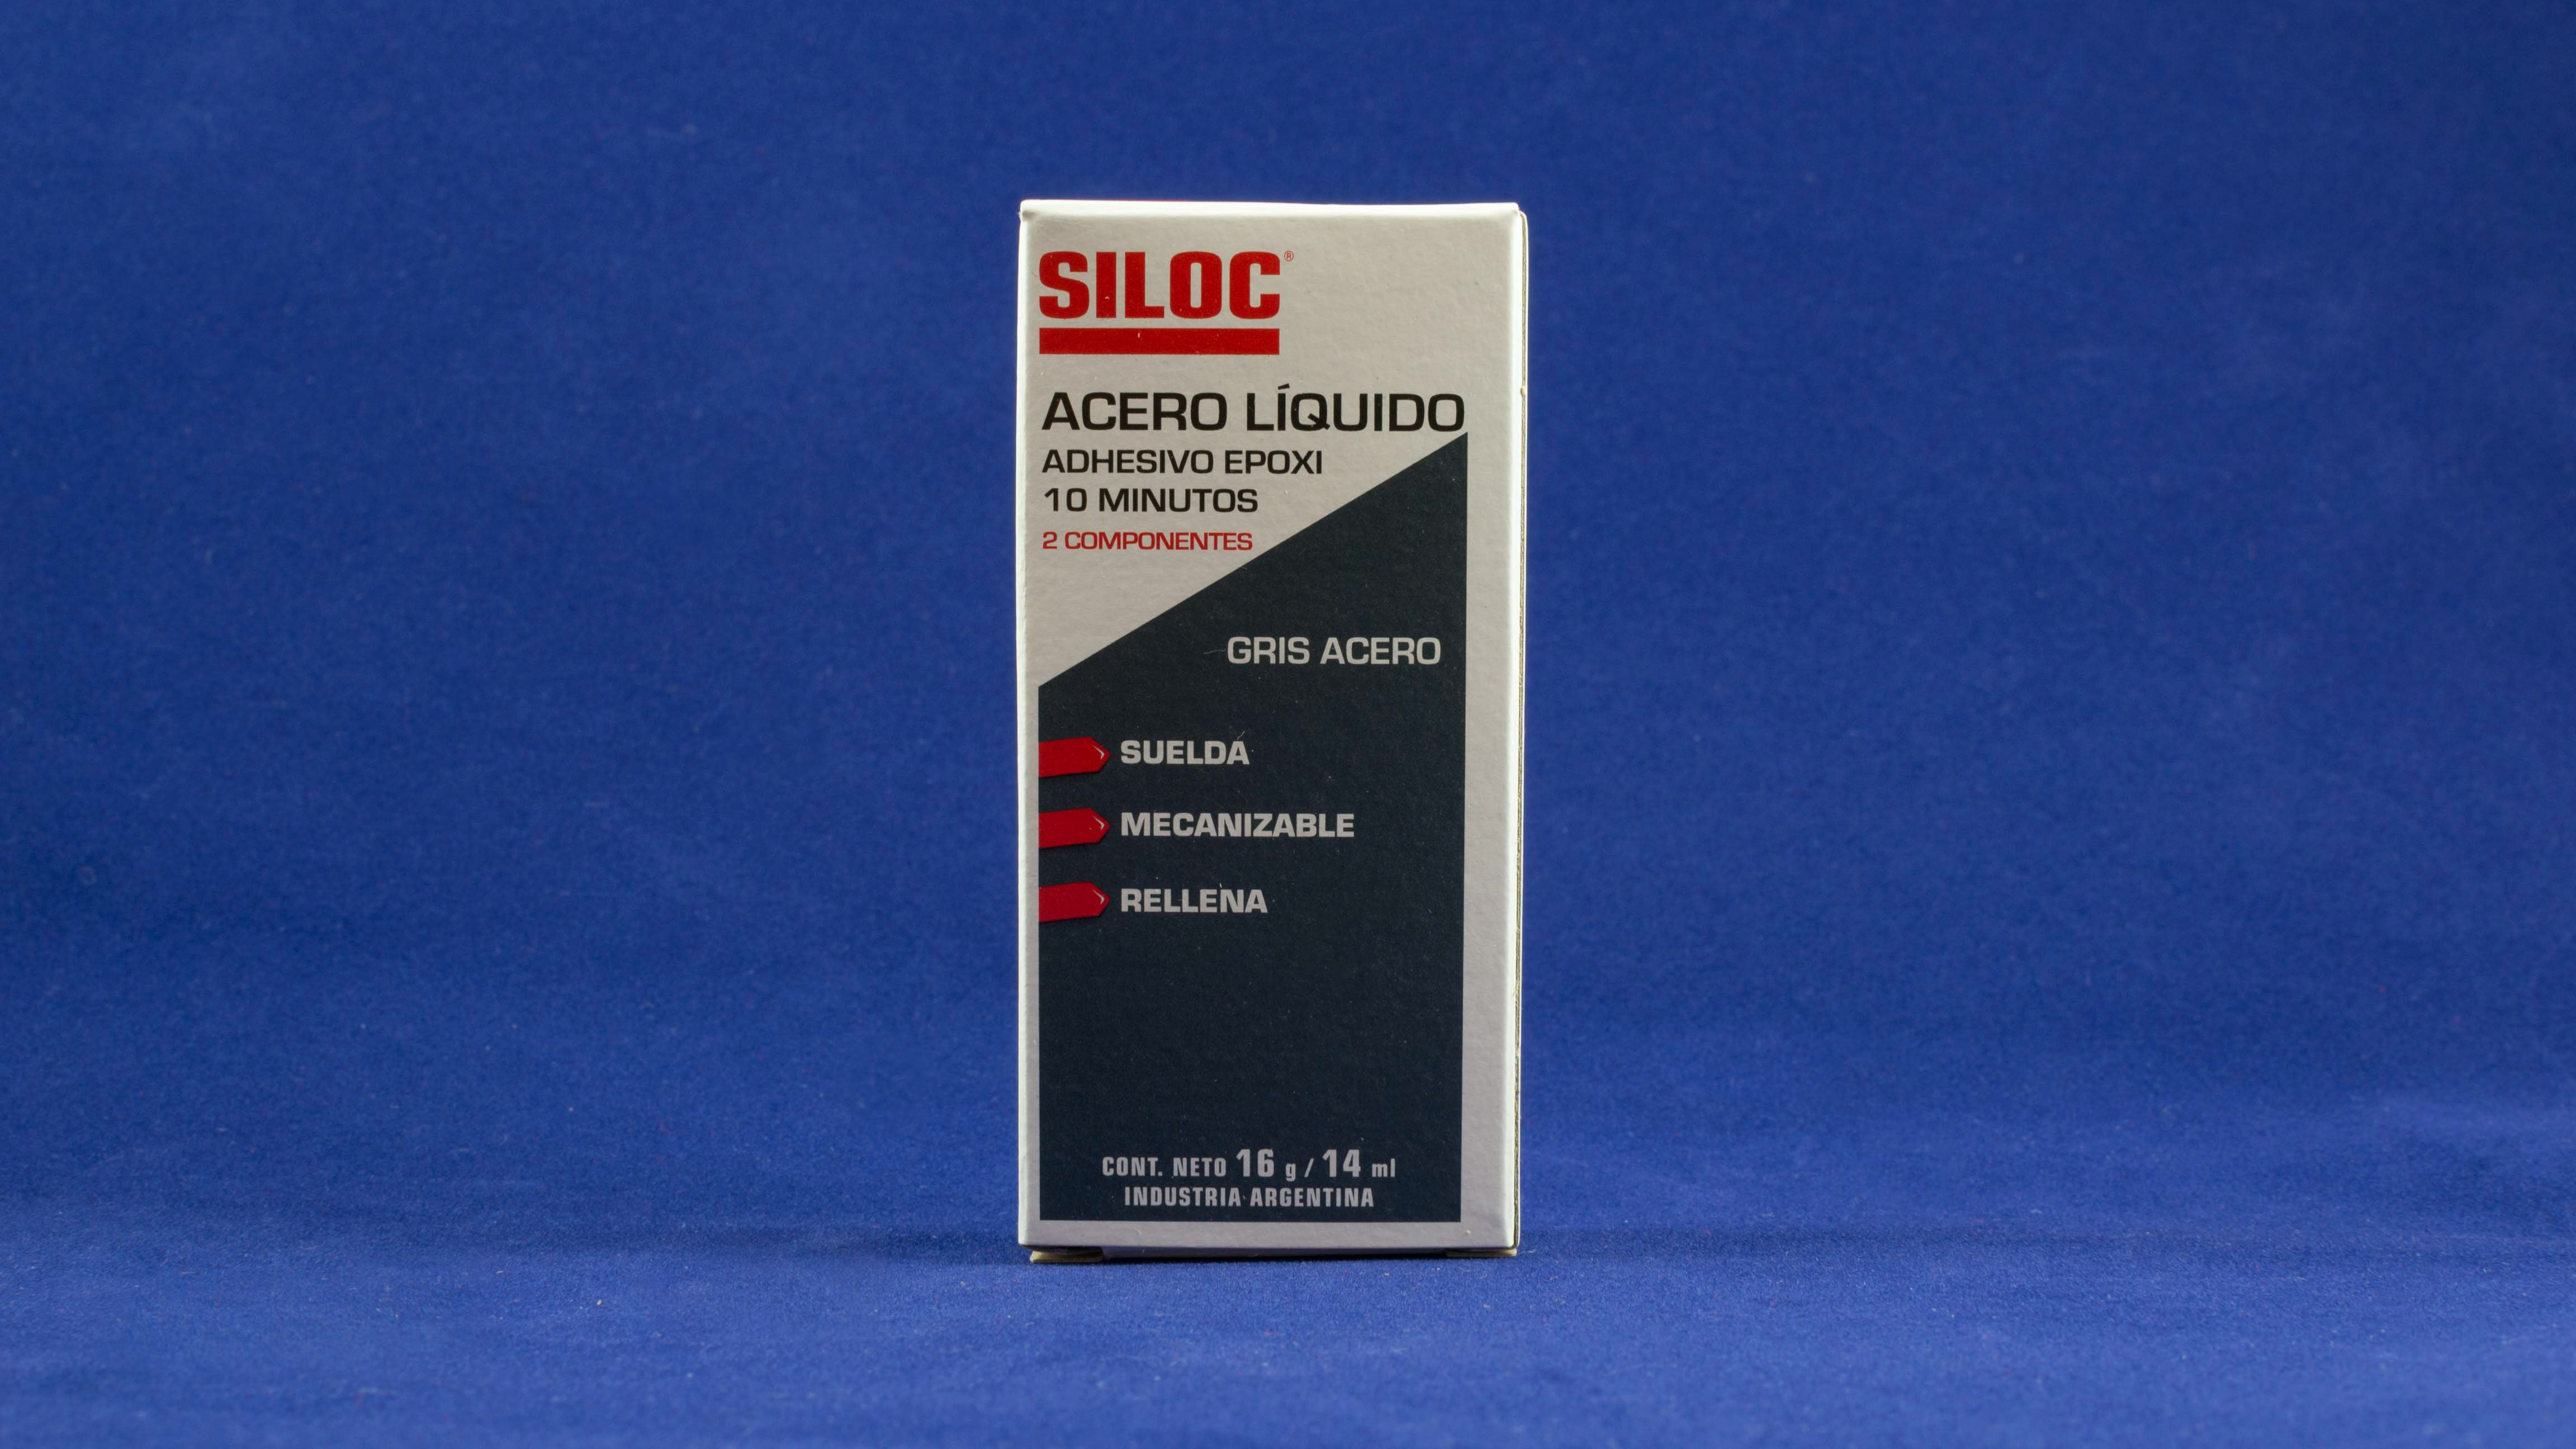 SILOC®
ACERO LÍQUIDO
ADHESIVO EPOXI
10 MINUTOS
2 COMPONENTES
GRIS ACERO
SUELDA
MECANIZABLE
RELLENA
CONT. NETO 16 g / 14 ml
INDUSTRIA ARGENTINA